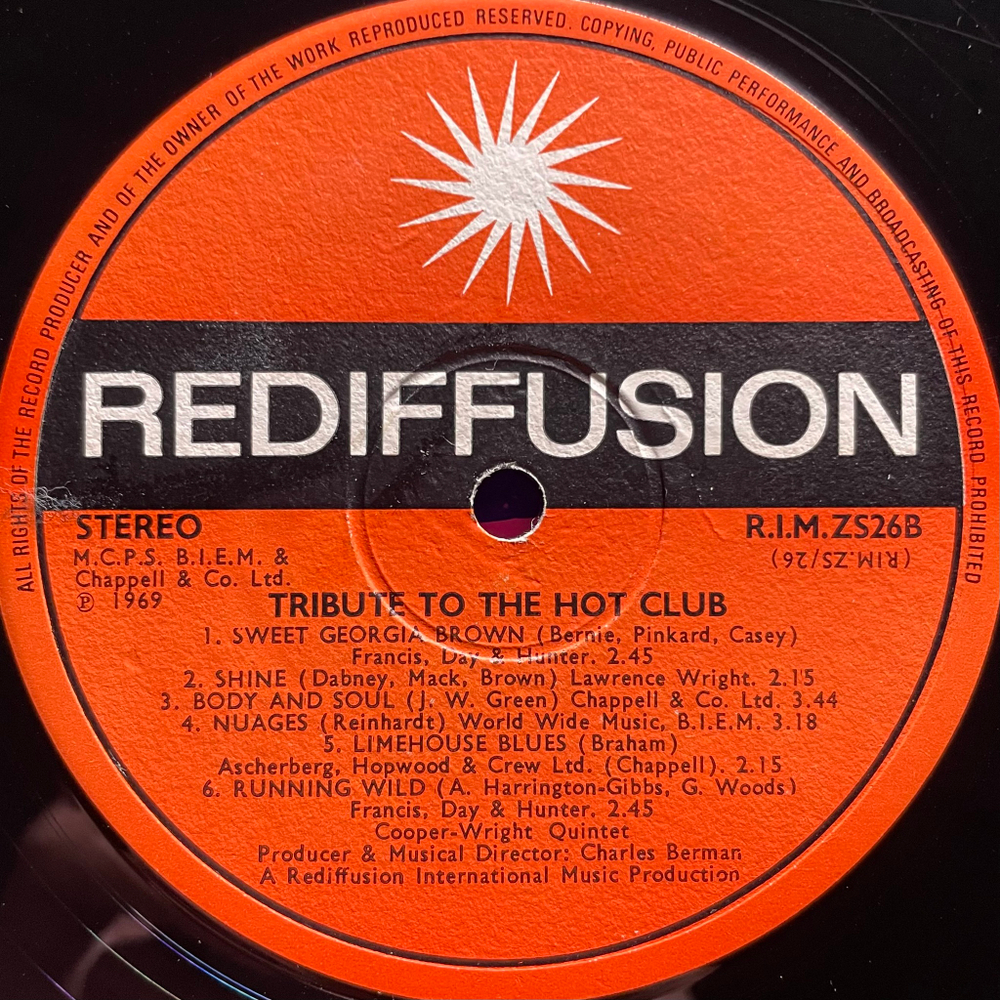 ALL RIGHTS OF THE RECORD PRODUCER AND OF THE OWNER OF THE WORK REPRODUCED RESERVED. COPYING, PUBLIC PERFORMANCE AND BROADCASTING OF THIS RECORD PROHIBITED
REDIFFUSION
STEREO
R.I.M.ZS26B
M.C.P.S. B.I.E.M. &
(RIM.ZS/26)
Chappell & Co. Ltd.
℗ 1969
TRIBUTE TO THE HOT CLUB
1. SWEET GEORGIA BROWN (Bernie, Pinkard, Casey)
Francis, Day & Hunter. 2.45
2. SHINE (Dabney, Mack, Brown) Lawrence Wright. 2.15
3. BODY AND SOUL (J. W. Green) Chappell & Co. Ltd. 3.44
4. NUAGES (Reinhardt) World Wide Music, B.I.E.M. 3.18
5. LIMEHOUSE BLUES (Braham)
Ascherberg, Hopwood & Crew Ltd. (Chappell). 2.15
6. RUNNING WILD (A. Harrington-Gibbs, G. Woods)
Francis, Day & Hunter. 2.45
Cooper-Wright Quintet
Producer & Musical Director: Charles Berman
A Rediffusion International Music Production